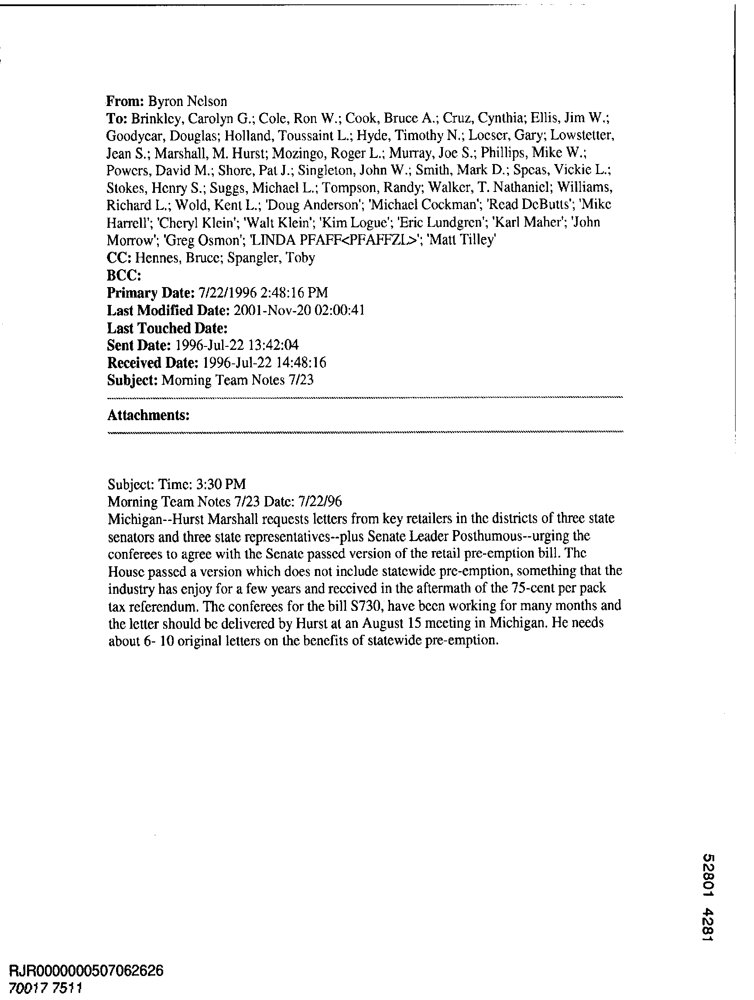 From: Byron Nelson
To: Brinkley, Carolyn G.; Cole, Ron W.; Cook, Bruce A.; Cruz, Cynthia; Ellis, Jim W.;
Goodyear, Douglas; Holland, Toussaint L.; Hyde, Timothy N.; Loeser, Gary; Lowstetter,
Jean S.; Marshall, M. Hurst; Mozingo, Roger L.; Murray, Joe S.; Phillips, Mike W.;
Powers, David M.; Shore, Pat J.; Singleton, John W.; Smith, Mark D.; Speas, Vickie L.;
Stokes, Henry S.; Suggs, Michael L.; Tompson, Randy; Walker, T. Nathaniel; Williams,
Richard L.; Wold, Kent L.; 'Doug Anderson'; 'Michael Cockman'; 'Read DeButts'; 'Mike
Harrell'; 'Cheryl Klein'; 'Walt Klein'; 'Kim Logue'; 'Eric Lundgren'; 'Karl Maher'; 'John
Morrow'; 'Greg Osmon'; 'LINDA PFAFF<PFAFFZL>'; 'Matt Tilley'
CC: Hennes, Bruce; Spangler, Toby
BCC:
Primary Date: 7/22/1996 2:48:16 PM
Last Modified Date: 2001-Nov-20 02:00:41
Last Touched Date:
Sent Date: 1996-Jul-22 13:42:04
Received Date: 1996-Jul-22 14:48:16
Subject: Morning Team Notes 7/23
Attachments:
Subject: Time: 3:30 PM
Morning Team Notes 7/23 Date: 7/22/96
Michigan--Hurst Marshall requests letters from key retailers in the districts of three state
senators and three state representatives--plus Senate Leader Posthumous--urging the
conferees to agree with the Senate passed version of the retail pre-emption bill. The
House passed a version which does not include statewide pre-emption, something that the
industry has enjoy for a few years and received in the aftermath of the 75-cent per pack
tax referendum. The conferees for the bill S730, have been working for many months and
the letter should be delivered by Hurst at an August 15 meeting in Michigan. He needs
about 6- 10 original letters on the benefits of statewide pre-emption.
52801 4281
RJR0000000507062626
70017 7511